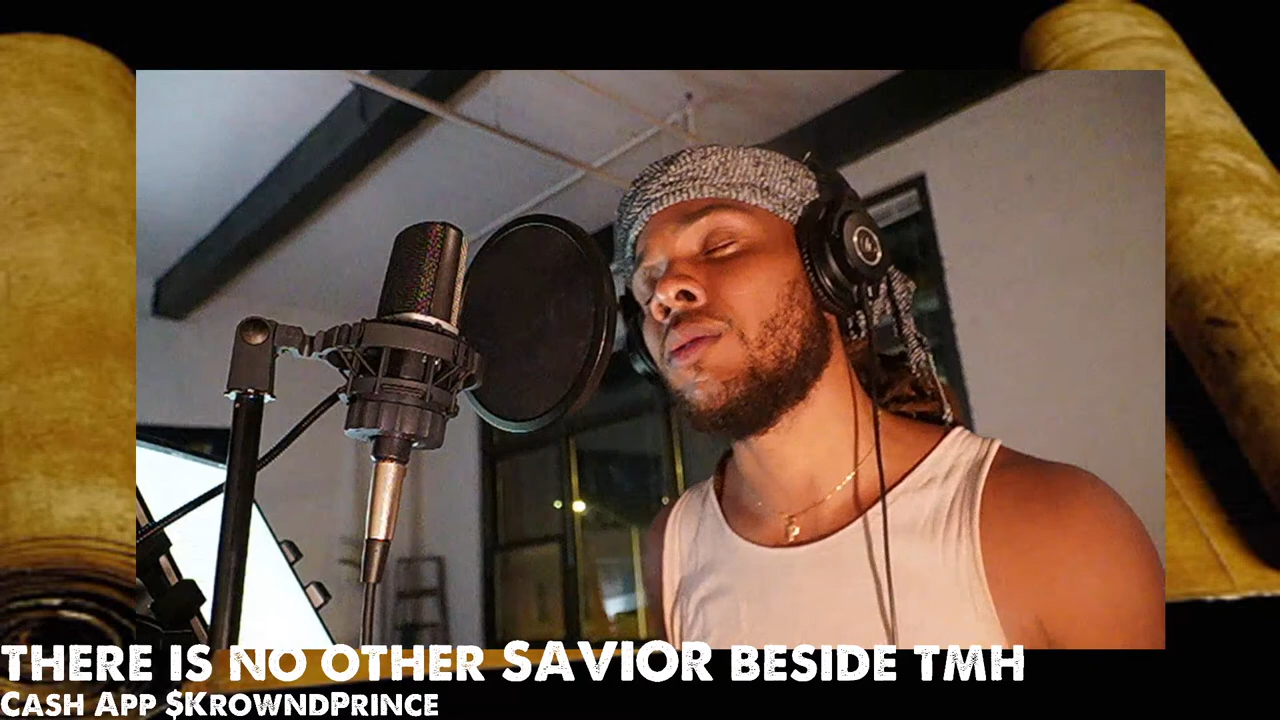 THERE IS NO OTHER SAVIOR BESIDE TMH
CASH APP $KROWNDPRINCE